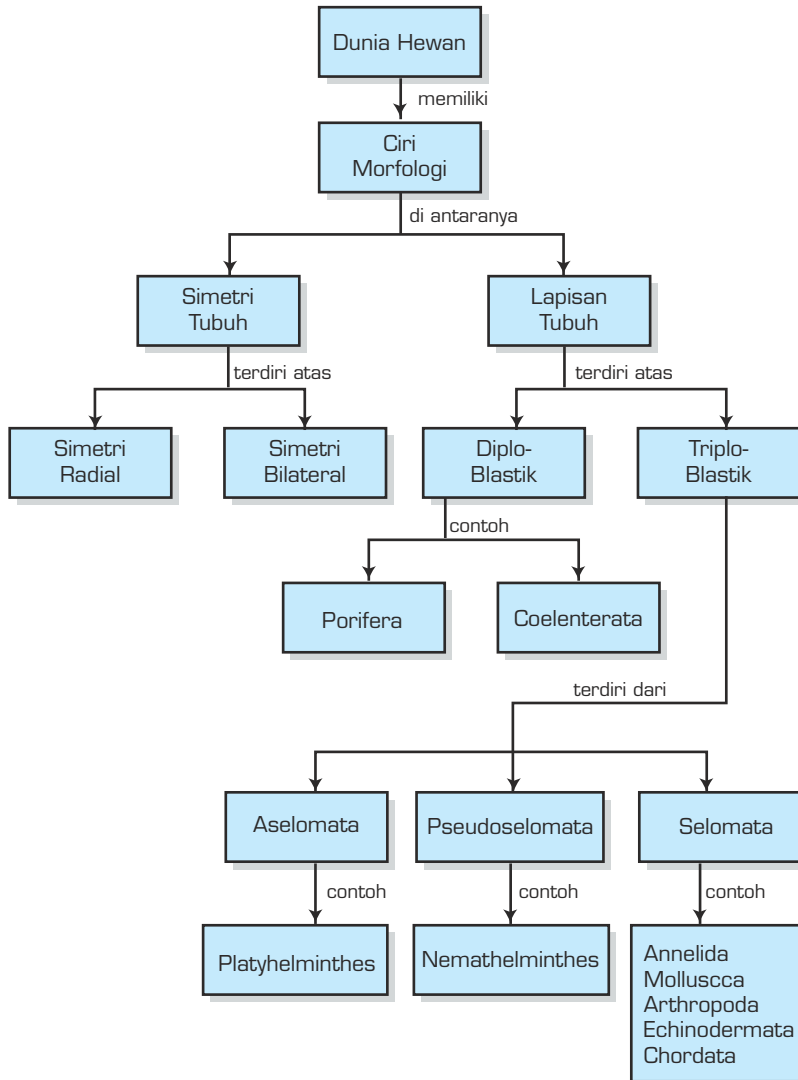 Dunia Hewan
memiliki
Ciri
Morfologi
di antaranya
Simetri
Tubuh
Lapisan
Tubuh
terdiri atas
terdiri atas
Simetri
Radial
Simetri
Bilateral
Diplo-
Blastik
Triplo-
Blastik
contoh
Porifera
Coelenterata
terdiri dari
Aselomata
Pseudoselomata
Selomata
contoh
contoh
contoh
Platyhelminthes
Nemathelminthes
Annelida
Molluscca
Arthropoda
Echinodermata
Chordata